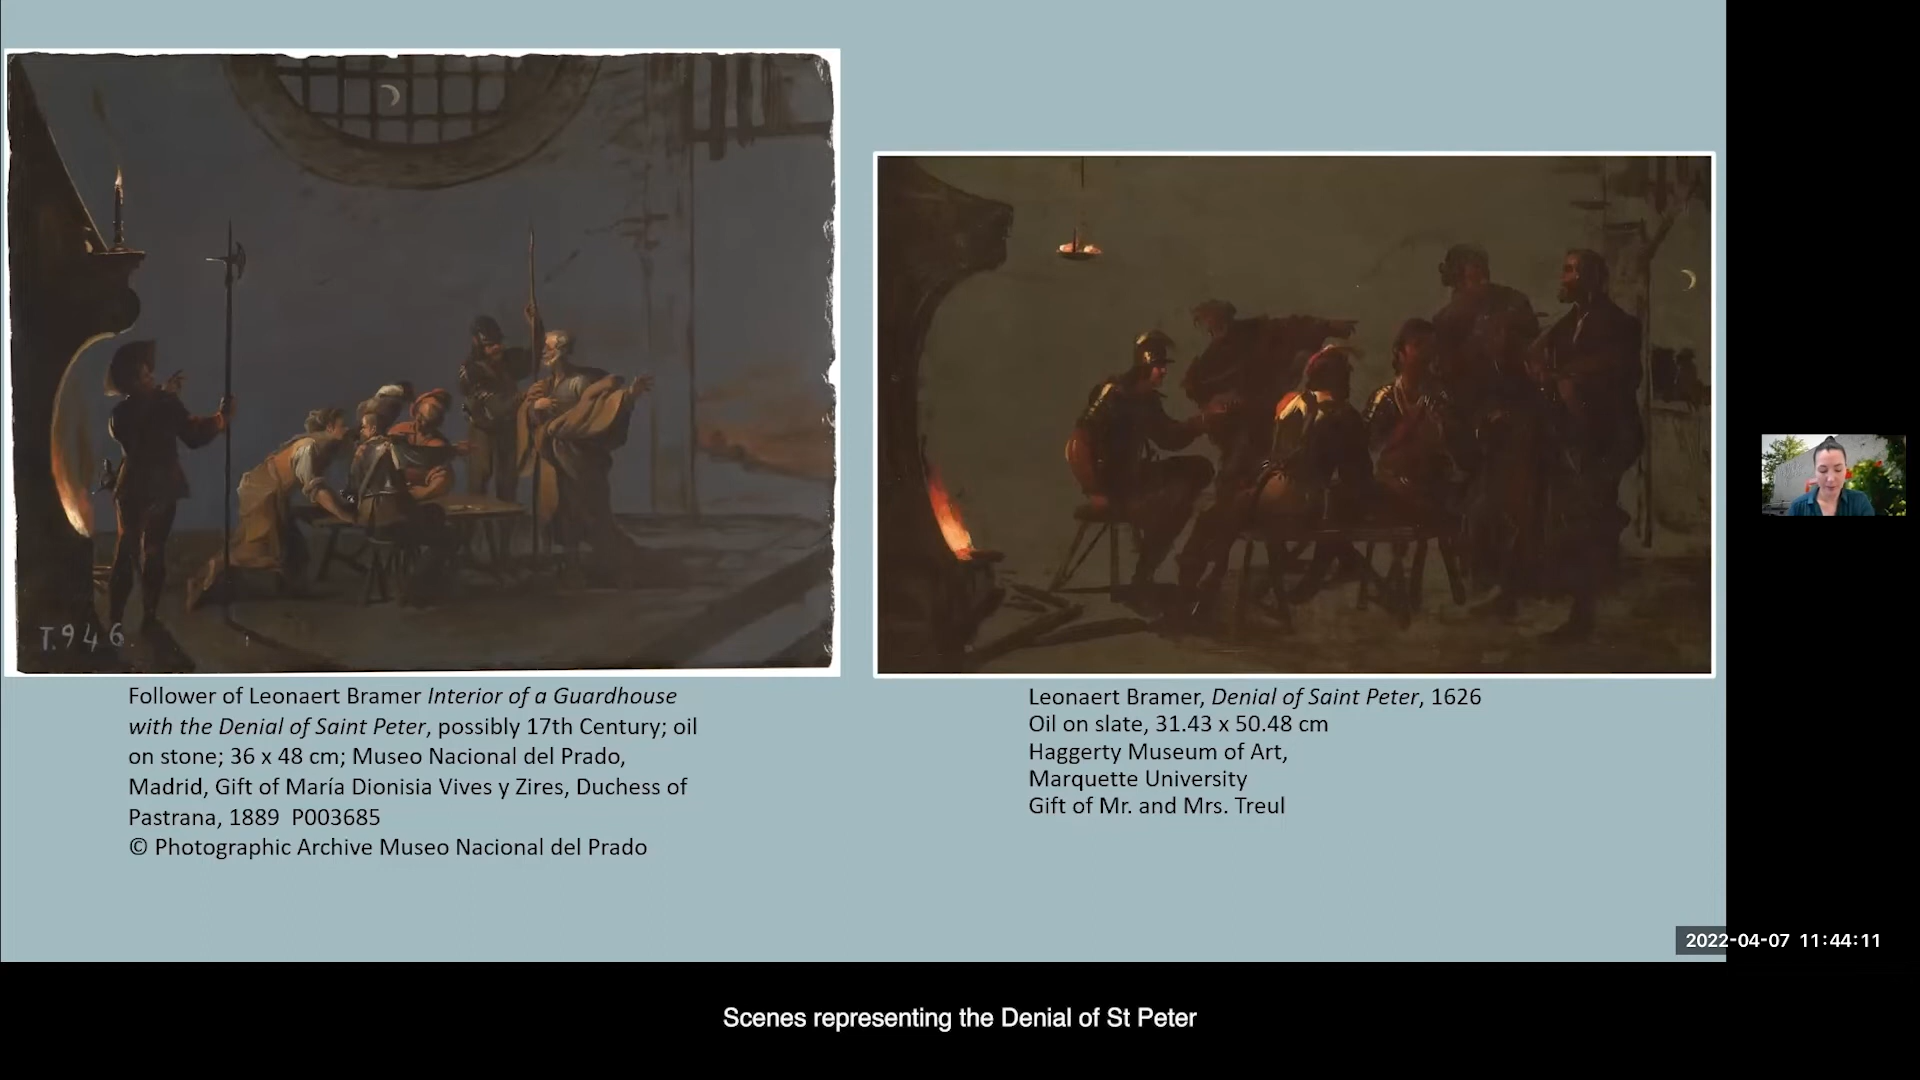 T.946.
Follower of Leonaert Bramer Interior of a Guardhouse
with the Denial of Saint Peter, possibly 17th Century; oil
on stone; 36 x 48 cm; Museo Nacional del Prado,
Madrid, Gift of María Dionisia Vives y Zires, Duchess of
Pastrana, 1889  P003685
© Photographic Archive Museo Nacional del Prado
Leonaert Bramer, Denial of Saint Peter, 1626
Oil on slate, 31.43 x 50.48 cm
Haggerty Museum of Art,
Marquette University
Gift of Mr. and Mrs. Treul
2022-04-07 11:44:11
Scenes representing the Denial of St Peter